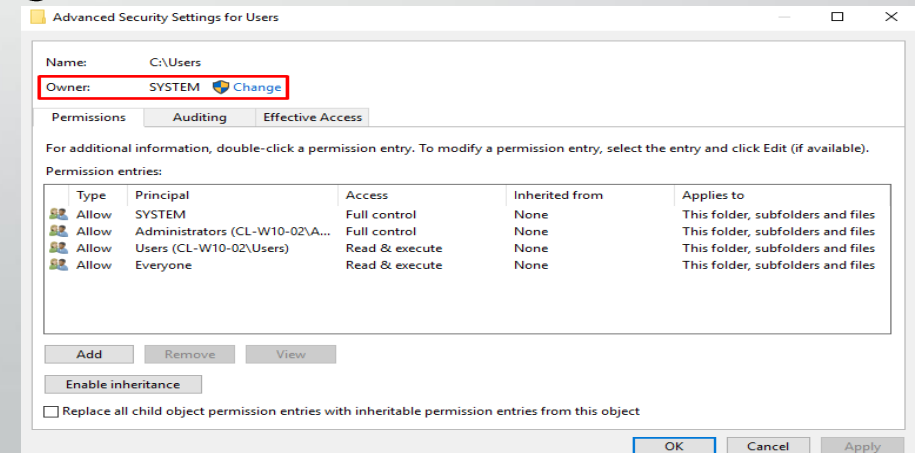 Advanced Security Settings for Users
Name: C:\Users
Owner: SYSTEM Change
Permissions Auditing Effective Access
For additional information, double-click a permission entry. To modify a permission entry, select the entry and click Edit (if available).
Permission entries:
Type Principal Access Inherited from Applies to
Allow SYSTEM Full control None This folder, subfolders and files
Allow Administrators (CL-W10-02\A... Full control None This folder, subfolders and files
Allow Users (CL-W10-02\Users) Read & execute None This folder, subfolders and files
Allow Everyone Read & execute None This folder, subfolders and files
Add Remove View
Enable inheritance
Replace all child object permission entries with inheritable permission entries from this object
OK Cancel Apply